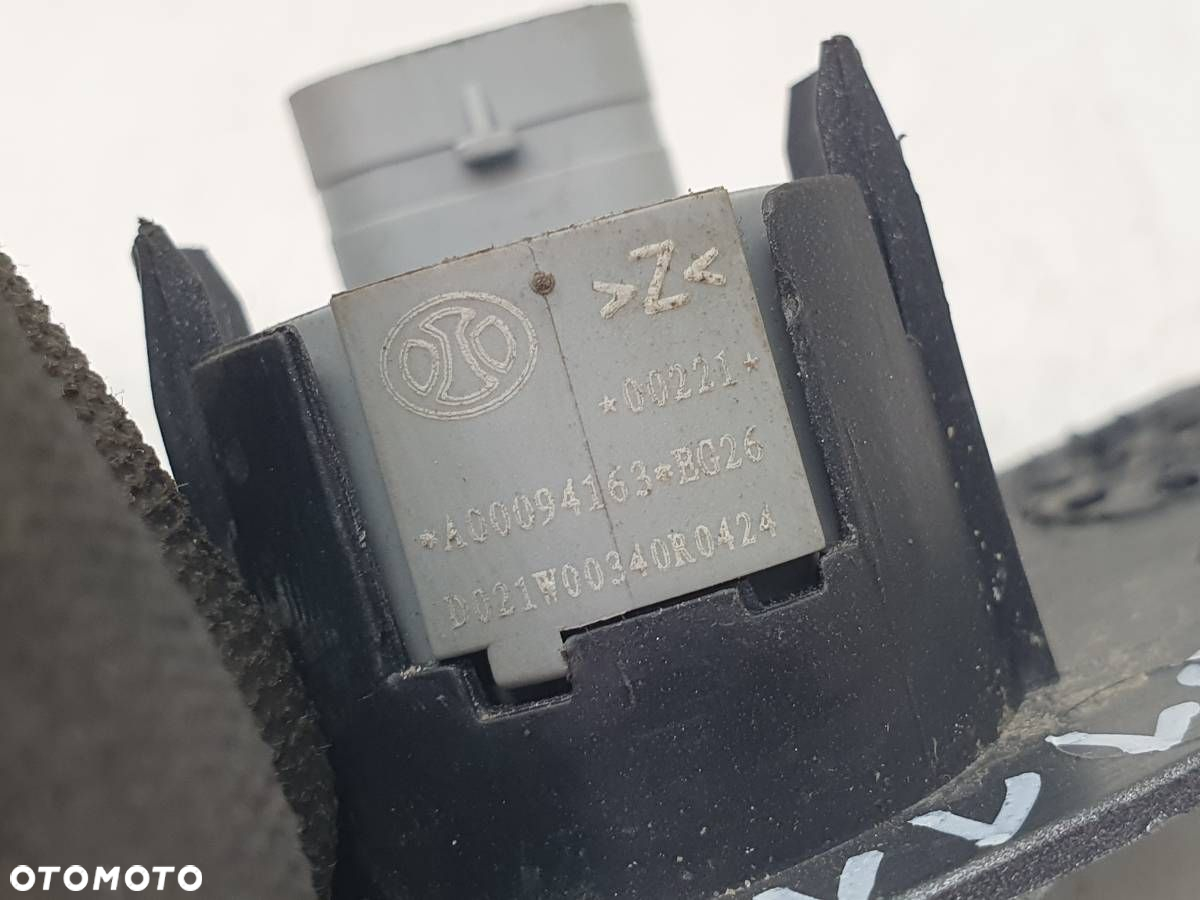 >Z<
*00221*
*A00094163*EG26
D021W00340R0424
OTOMOTO